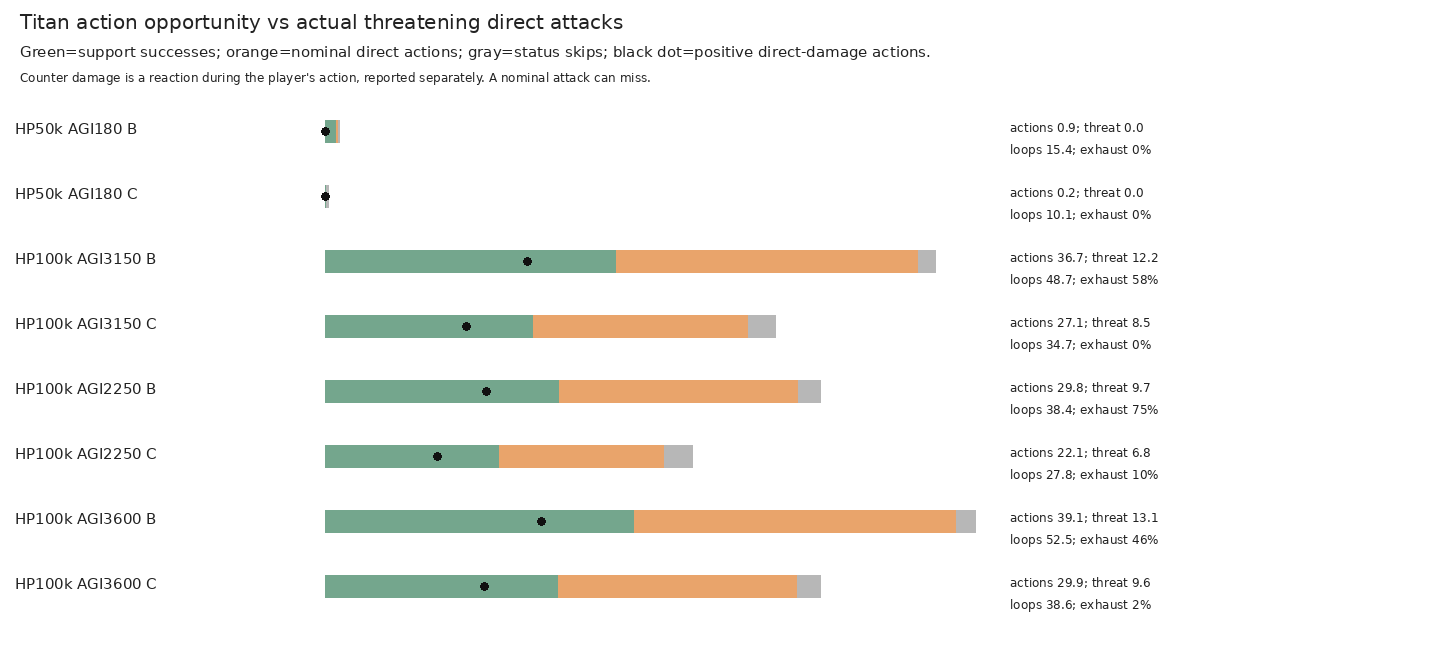 Titan action opportunity vs actual threatening direct attacks
Green=support successes; orange=nominal direct actions; gray=status skips; black dot=positive direct-damage actions.
Counter damage is a reaction during the player's action, reported separately. A nominal attack can miss.
HP50k AGI180 B
actions 0.9; threat 0.0
loops 15.4; exhaust 0%
HP50k AGI180 C
actions 0.2; threat 0.0
loops 10.1; exhaust 0%
HP100k AGI3150 B
actions 36.7; threat 12.2
loops 48.7; exhaust 58%
HP100k AGI3150 C
actions 27.1; threat 8.5
loops 34.7; exhaust 0%
HP100k AGI2250 B
actions 29.8; threat 9.7
loops 38.4; exhaust 75%
HP100k AGI2250 C
actions 22.1; threat 6.8
loops 27.8; exhaust 10%
HP100k AGI3600 B
actions 39.1; threat 13.1
loops 52.5; exhaust 46%
HP100k AGI3600 C
actions 29.9; threat 9.6
loops 38.6; exhaust 2%